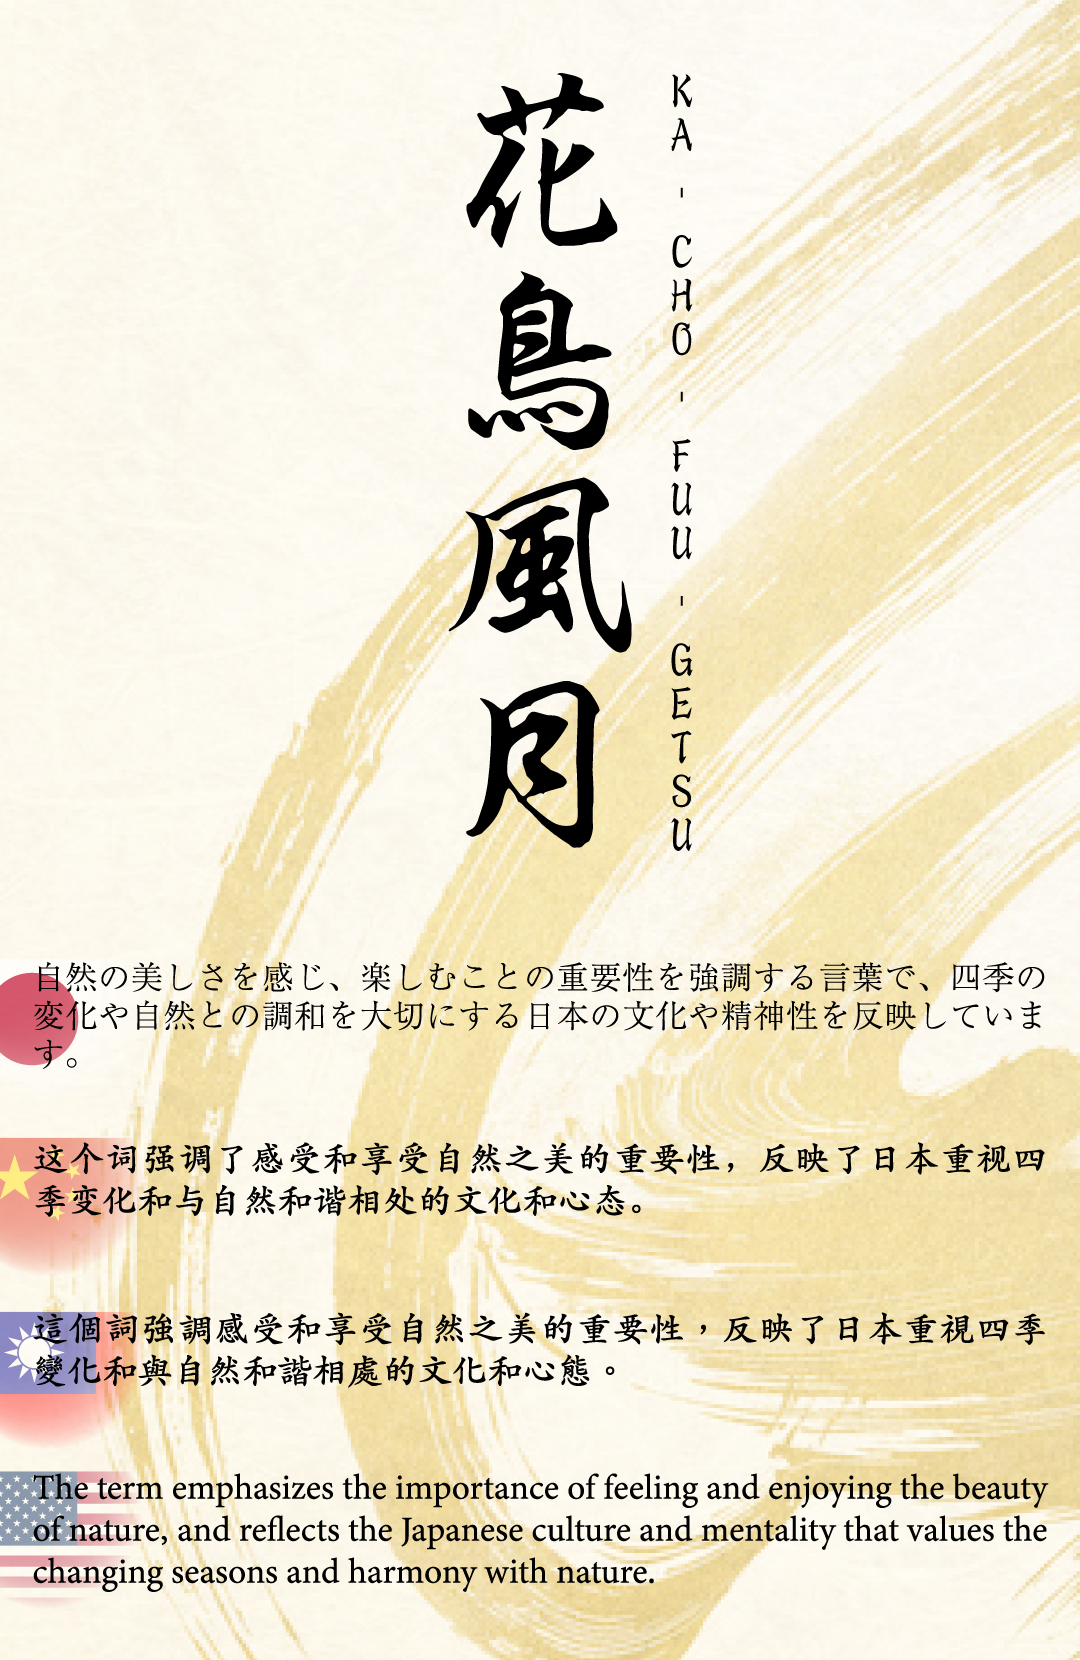 花鳥風月
KA-CHO-FUU-GETSU
自然の美しさを感じ、楽しむことの重要性を強調する言葉で、四季の
変化や自然との調和を大切にする日本の文化や精神性を反映していま
す。
这个词强调了感受和享受自然之美的重要性，反映了日本重视四
季变化和与自然和谐相处的文化和心态。
這個詞強調感受和享受自然之美的重要性，反映了日本重視四季
變化和與自然和諧相處的文化和心態。
The term emphasizes the importance of feeling and enjoying the beauty
of nature, and reflects the Japanese culture and mentality that values the
changing seasons and harmony with nature.